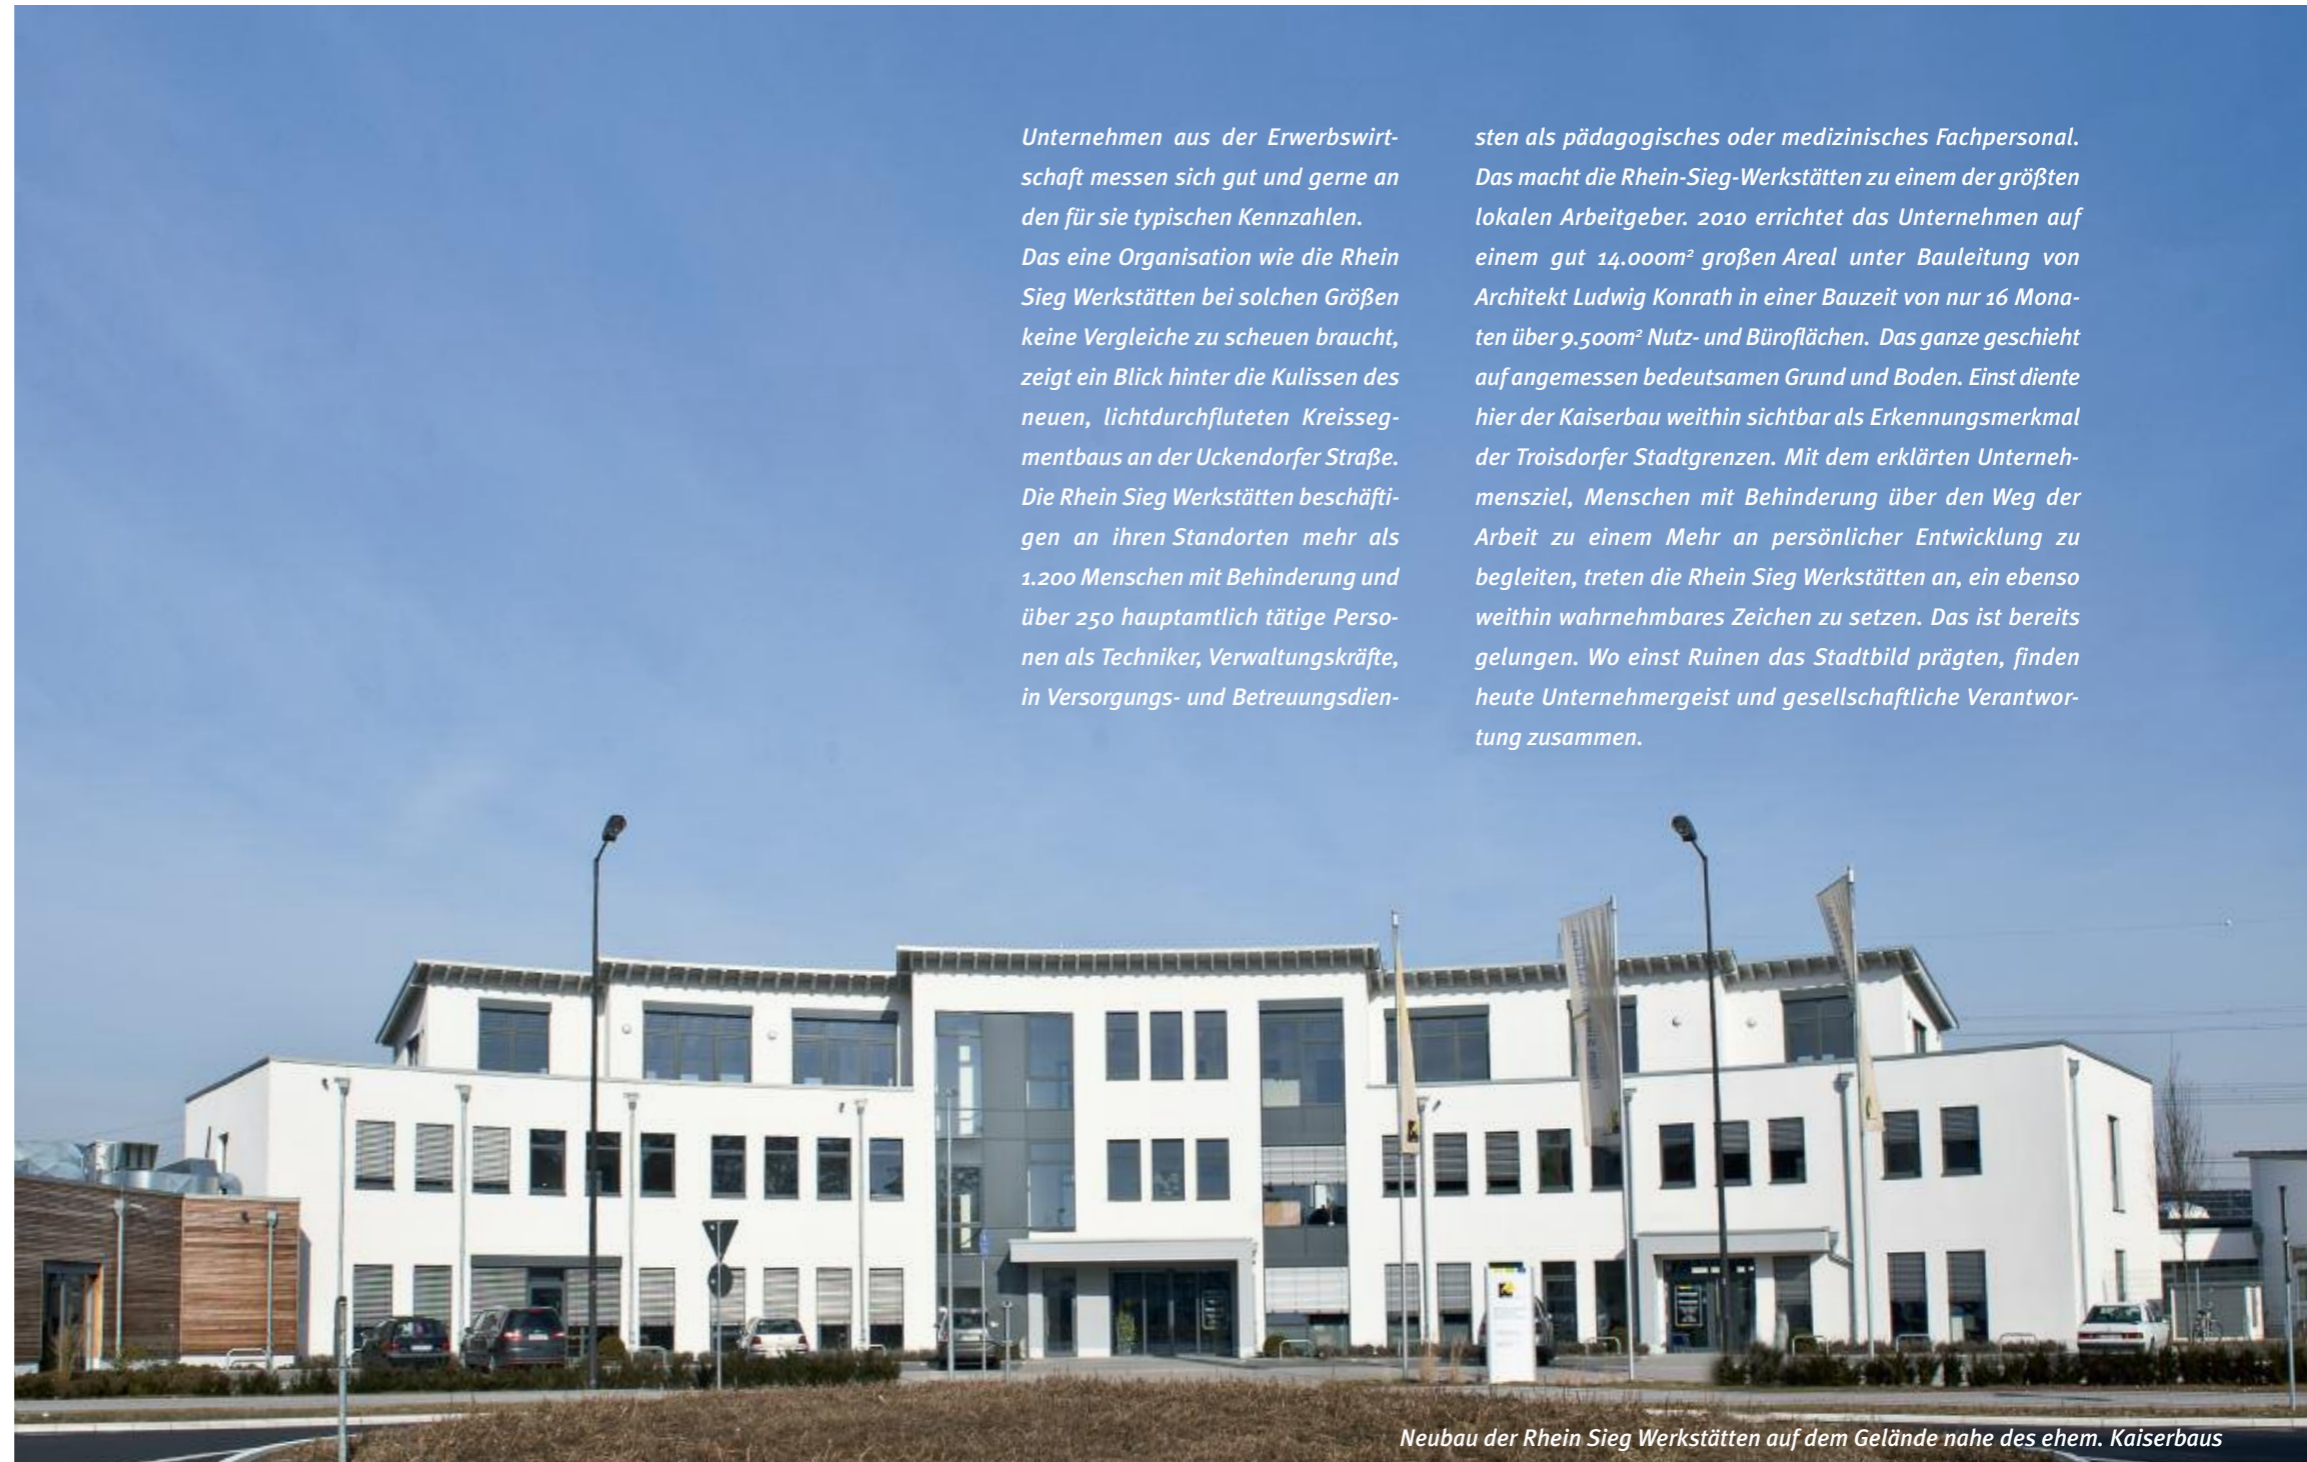 Unternehmen aus der Erwerbswirt-
schaft messen sich gut und gerne an
den für sie typischen Kennzahlen.
Das eine Organisation wie die Rhein
Sieg Werkstätten bei solchen Größen
keine Vergleiche zu scheuen braucht,
zeigt ein Blick hinter die Kulissen des
neuen, lichtdurchfluteten Kreisseg-
mentbaus an der Uckendorfer Straße.
Die Rhein Sieg Werkstätten beschäfti-
gen an ihren Standorten mehr als
1.200 Menschen mit Behinderung und
über 250 hauptamtlich tätige Perso-
nen als Techniker, Verwaltungskräfte,
in Versorgungs- und Betreuungsdien-
sten als pädagogisches oder medizinisches Fachpersonal.
Das macht die Rhein-Sieg-Werkstätten zu einem der größten
lokalen Arbeitgeber. 2010 errichtet das Unternehmen auf
einem gut 14.000m² großen Areal unter Bauleitung von
Architekt Ludwig Konrath in einer Bauzeit von nur 16 Mona-
ten über 9.500m² Nutz- und Büroflächen. Das ganze geschieht
auf angemessen bedeutsamen Grund und Boden. Einst diente
hier der Kaiserbau weithin sichtbar als Erkennungsmerkmal
der Troisdorfer Stadtgrenzen. Mit dem erklärten Unterneh-
mensziel, Menschen mit Behinderung über den Weg der
Arbeit zu einem Mehr an persönlicher Entwicklung zu
begleiten, treten die Rhein Sieg Werkstätten an, ein ebenso
weithin wahrnehmbares Zeichen zu setzen. Das ist bereits
gelungen. Wo einst Ruinen das Stadtbild prägten, finden
heute Unternehmergeist und gesellschaftliche Verantwor-
tung zusammen.
Neubau der Rhein Sieg Werkstätten auf dem Gelände nahe des ehem. Kaiserbaus